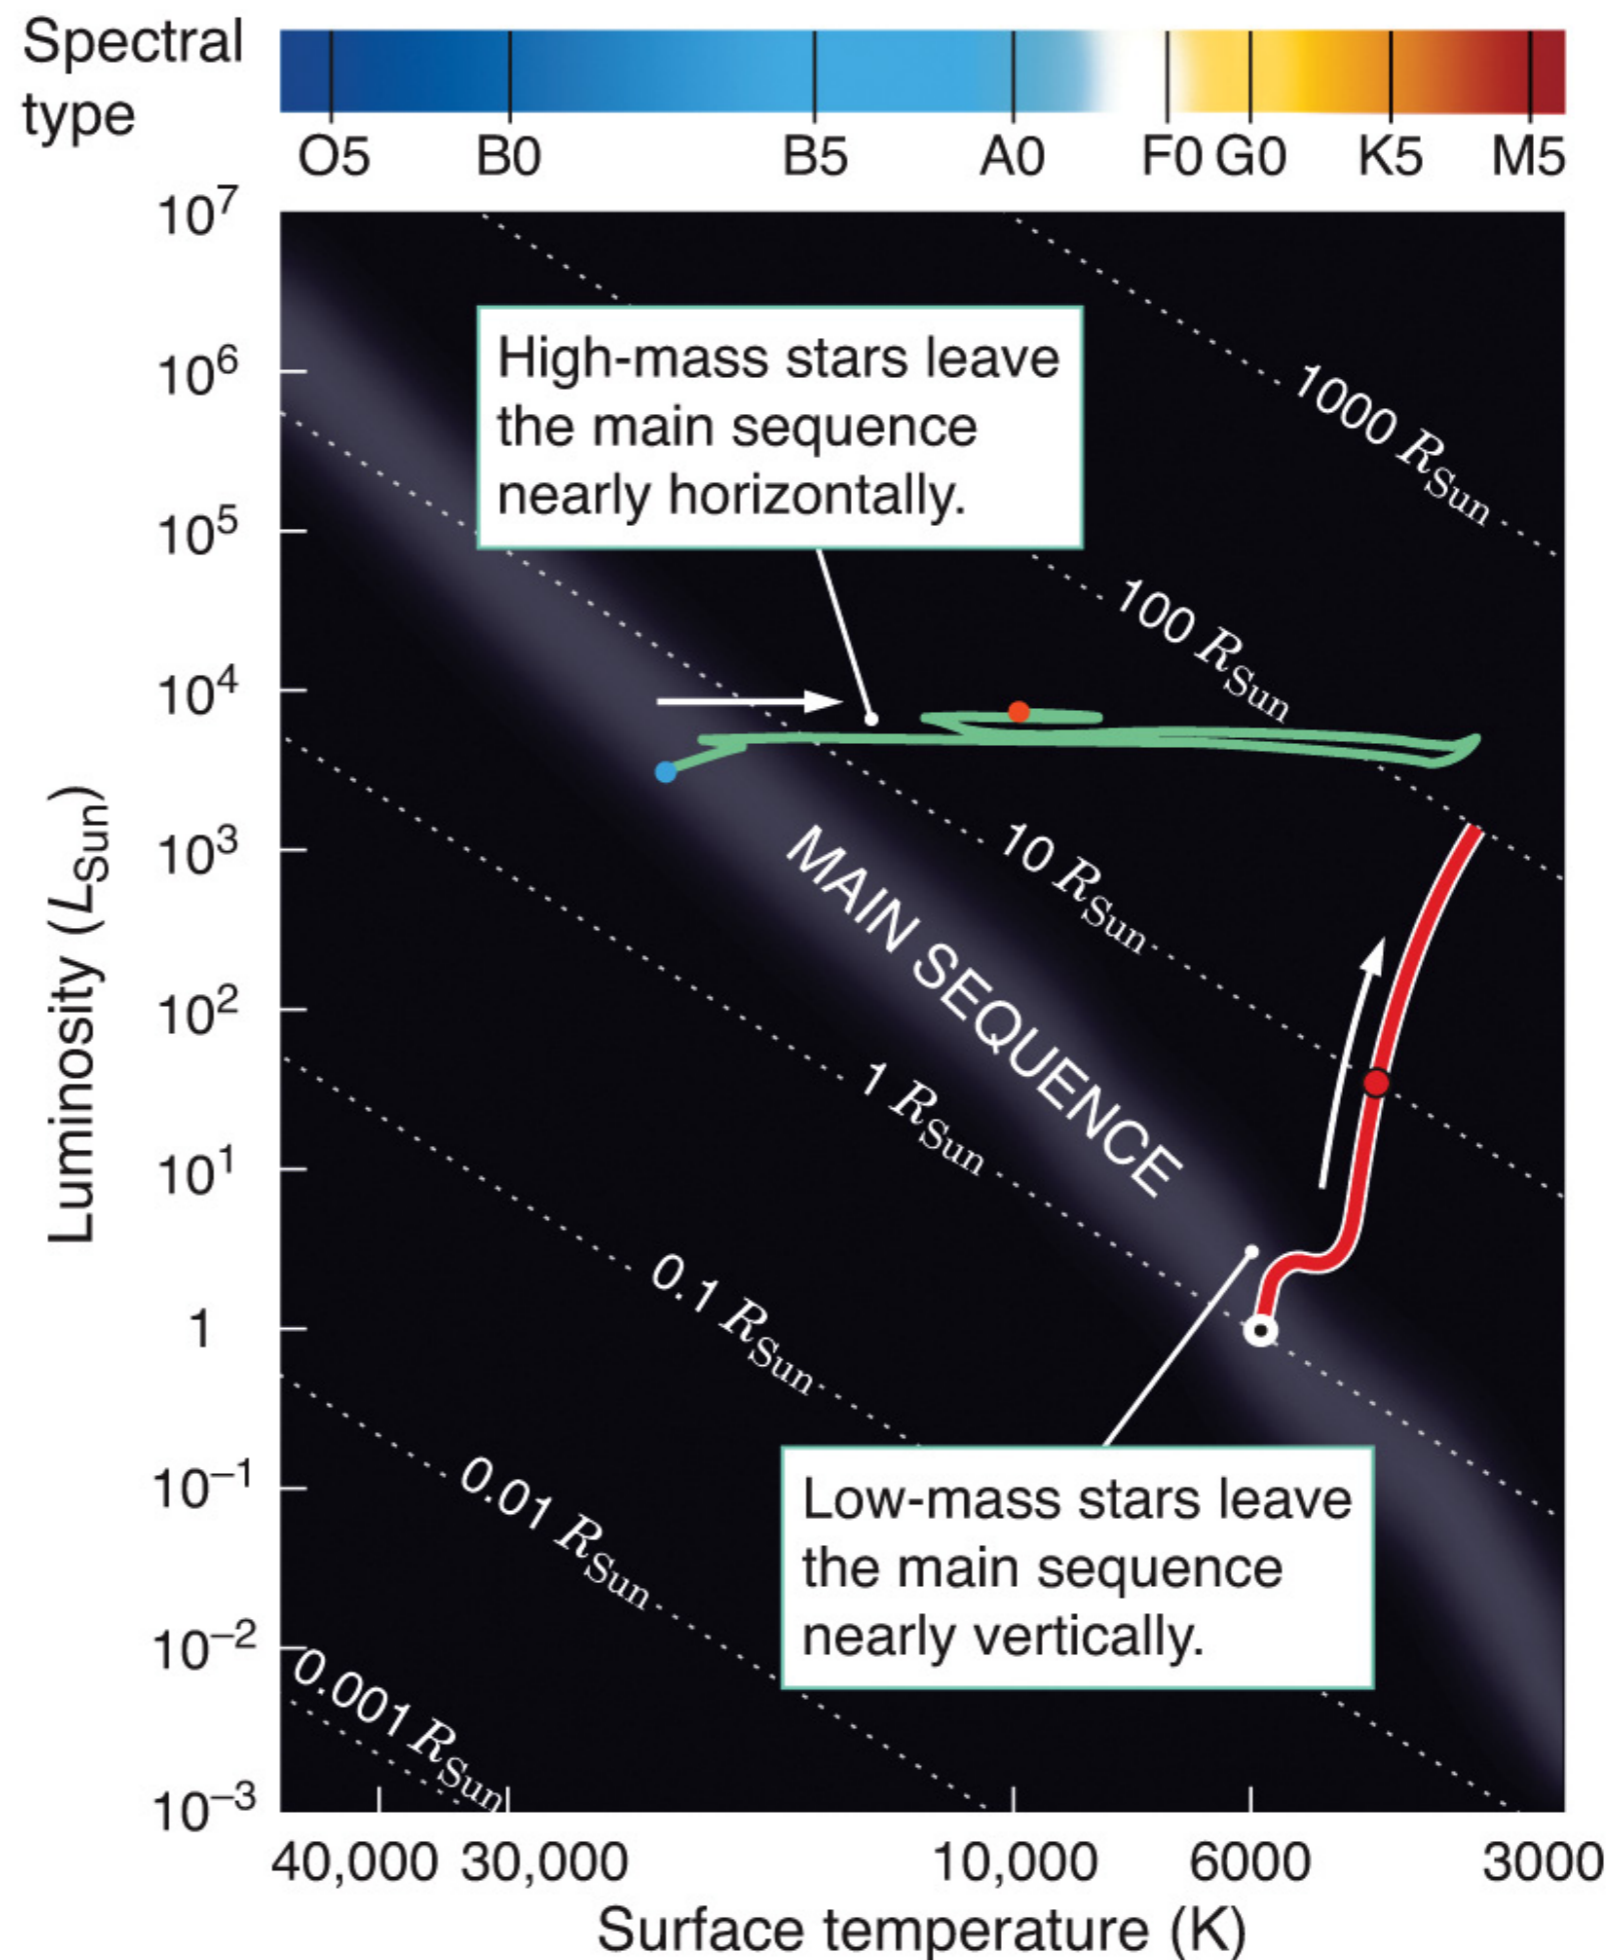 Spectral
type
O5 B0 B5 A0 F0 G0 K5 M5
10⁷
10⁶
10⁵
10⁴
10³
10²
10¹
1
10⁻¹
10⁻²
10⁻³
Luminosity (L_Sun)
High-mass stars leave
the main sequence
nearly horizontally.
1000 R_Sun
100 R_Sun
10 R_Sun
MAIN SEQUENCE
1 R_Sun
0.1 R_Sun
0.01 R_Sun
0.001 R_Sun
Low-mass stars leave
the main sequence
nearly vertically.
40,000 30,000 10,000 6000 3000
Surface temperature (K)